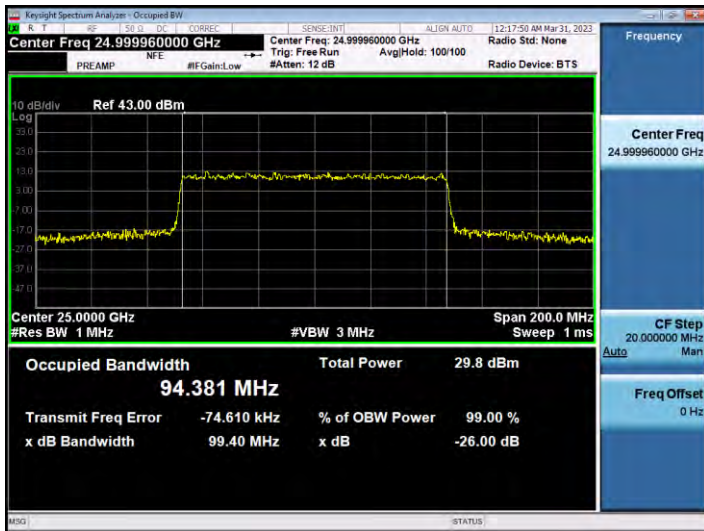 Keysight Spectrum Analyzer - Occupied BW
R T RF 50 Ω DC CORREC SENSE:INT ALIGN AUTO 12:17:50 AM Mar 31, 2023
Center Freq 24.999960000 GHz Center Freq: 24.999960000 GHz Radio Std: None
NFE Trig: Free Run Avg|Hold: 100/100
PREAMP #IFGain:Low #Atten: 12 dB Radio Device: BTS
10 dB/div Ref 43.00 dBm
Log
33.0
23.0
13.0
3.00
-7.00
-17.0
-27.0
-37.0
-47.0
Center 25.0000 GHz Span 200.0 MHz
#Res BW 1 MHz #VBW 3 MHz Sweep 1 ms
Occupied Bandwidth Total Power 29.8 dBm
94.381 MHz
Transmit Freq Error -74.610 kHz % of OBW Power 99.00 %
x dB Bandwidth 99.40 MHz x dB -26.00 dB
MSG STATUS
Frequency
Center Freq
24.999960000 GHz
CF Step
20.000000 MHz
Auto Man
Freq Offset
0 Hz